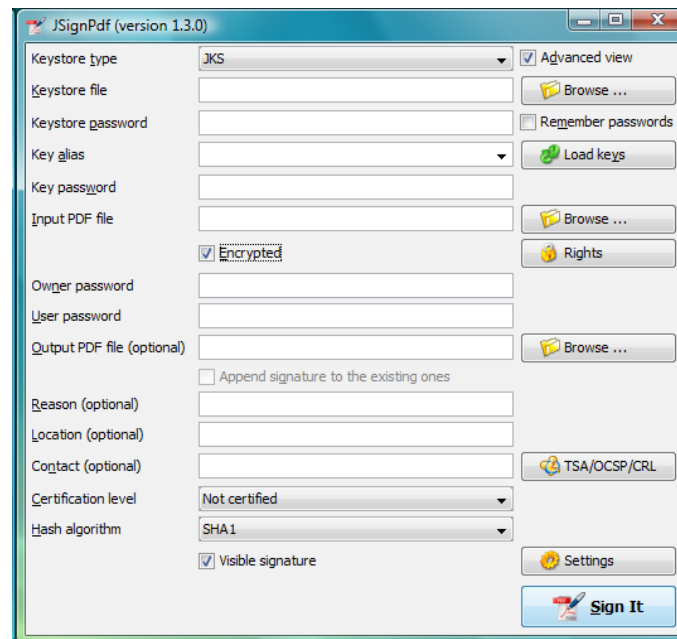 JSignPdf (version 1.3.0)
Keystore type JKS Advanced view
Keystore file Browse ...
Keystore password Remember passwords
Key alias Load keys
Key password
Input PDF file Browse ...
Encrypted Rights
Owner password
User password
Output PDF file (optional) Browse ...
Append signature to the existing ones
Reason (optional)
Location (optional)
Contact (optional) TSA/OCSP/CRL
Certification level Not certified
Hash algorithm SHA1
Visible signature Settings
Sign It